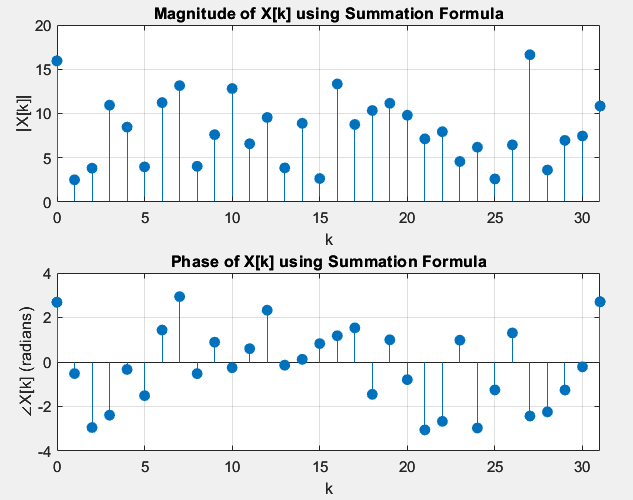 Magnitude of X[k] using Summation Formula
|X[k]|
20
15
10
5
0
0 5 10 15 20 25 30
k
Phase of X[k] using Summation Formula
∠X[k] (radians)
4
2
0
-2
-4
0 5 10 15 20 25 30
k